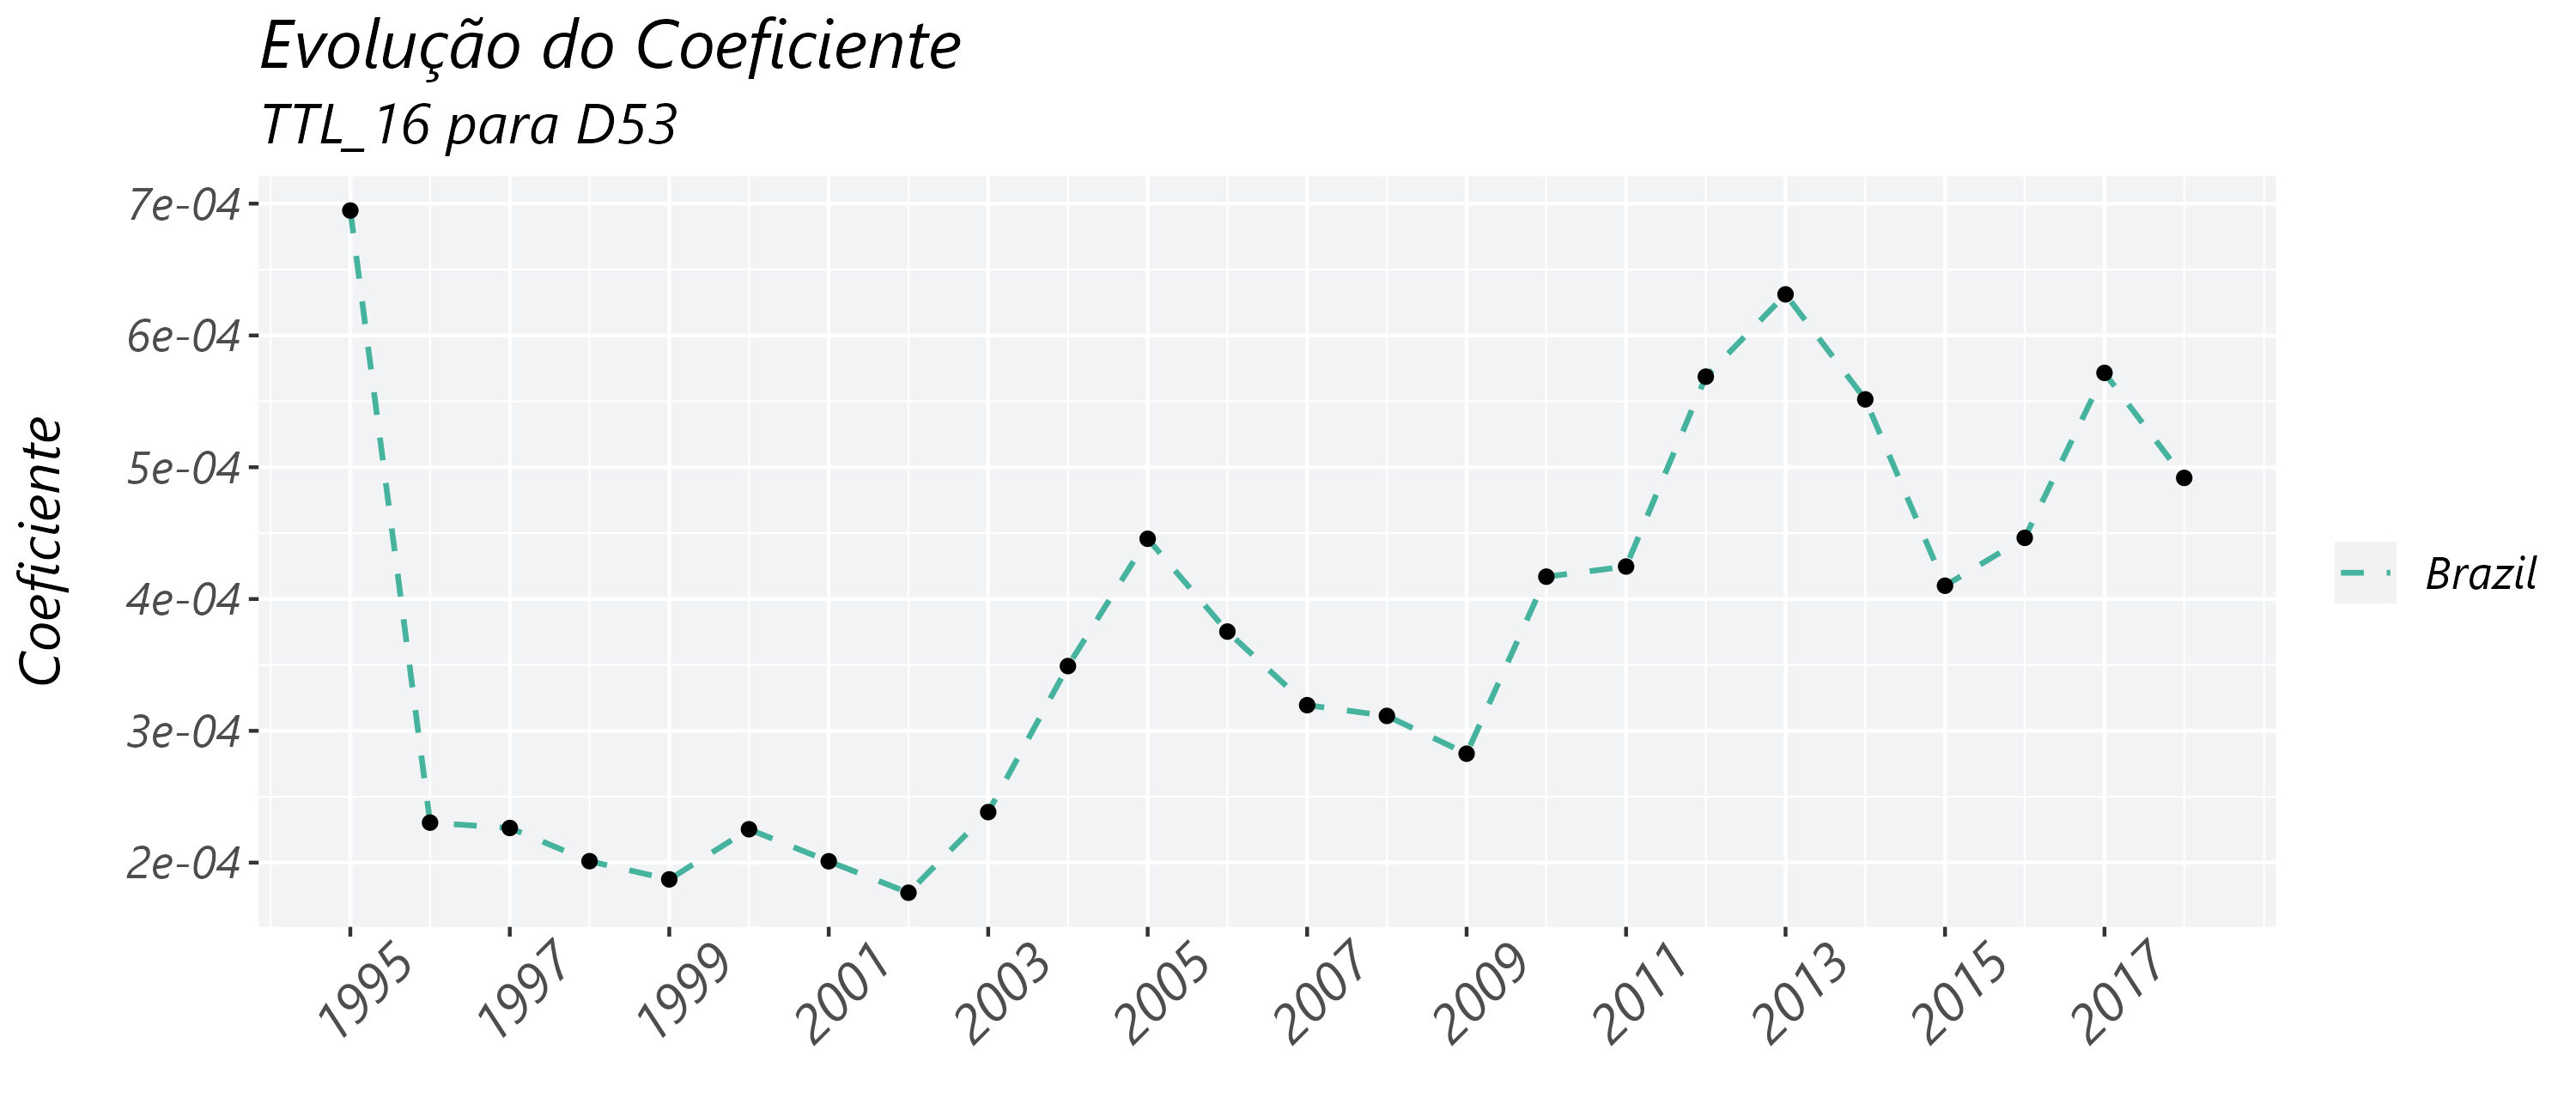 Evolução do Coeficiente
TTL_16 para D53
Coeficiente
7e-04
6e-04
5e-04
4e-04
3e-04
2e-04
1995
1997
1999
2001
2003
2005
2007
2009
2011
2013
2015
2017
Brazil